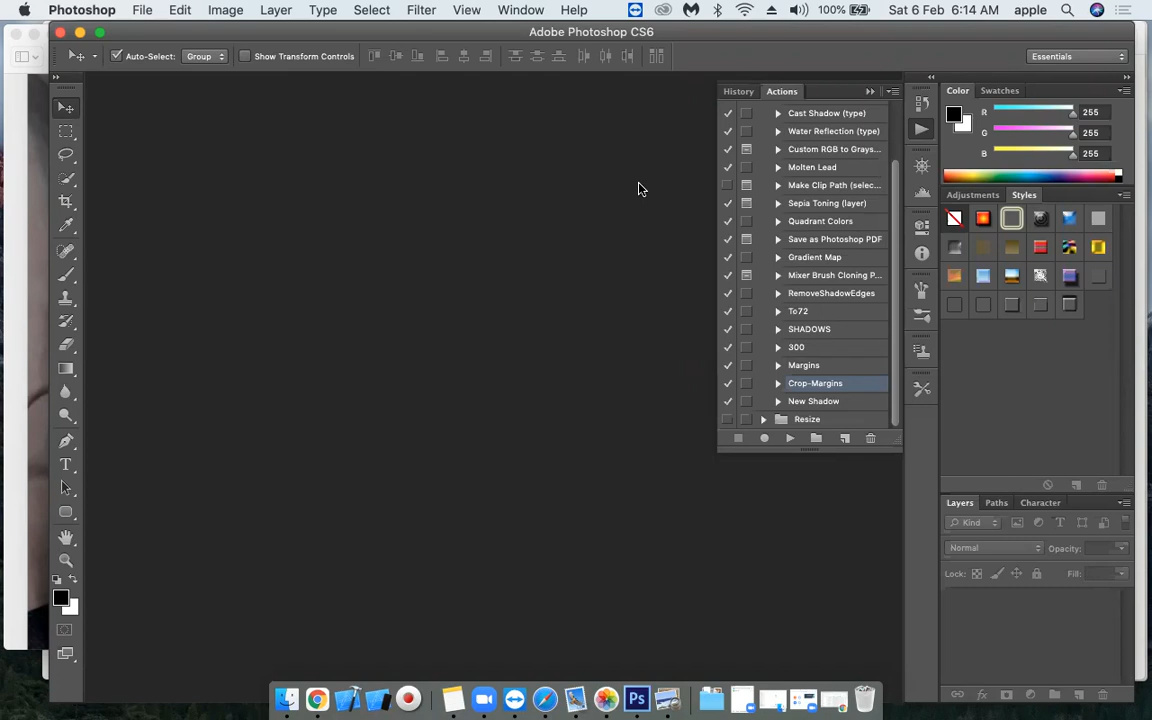 Photoshop File Edit Image Layer Type Select Filter View Window Help 100% Sat 6 Feb 6:14 AM apple
Adobe Photoshop CS6
Auto-Select: Group Show Transform Controls Essentials
History Actions
Cast Shadow (type)
Water Reflection (type)
Custom RGB to Grays...
Molten Lead
Make Clip Path (selec...
Sepia Toning (layer)
Quadrant Colors
Save as Photoshop PDF
Gradient Map
Mixer Brush Cloning P...
RemoveShadowEdges
To72
SHADOWS
300
Margins
Crop-Margins
New Shadow
Resize
Color Swatches
R 255
G 255
B 255
Adjustments Styles
Layers Paths Character
Kind
Normal Opacity:
Lock: Fill:
Ps